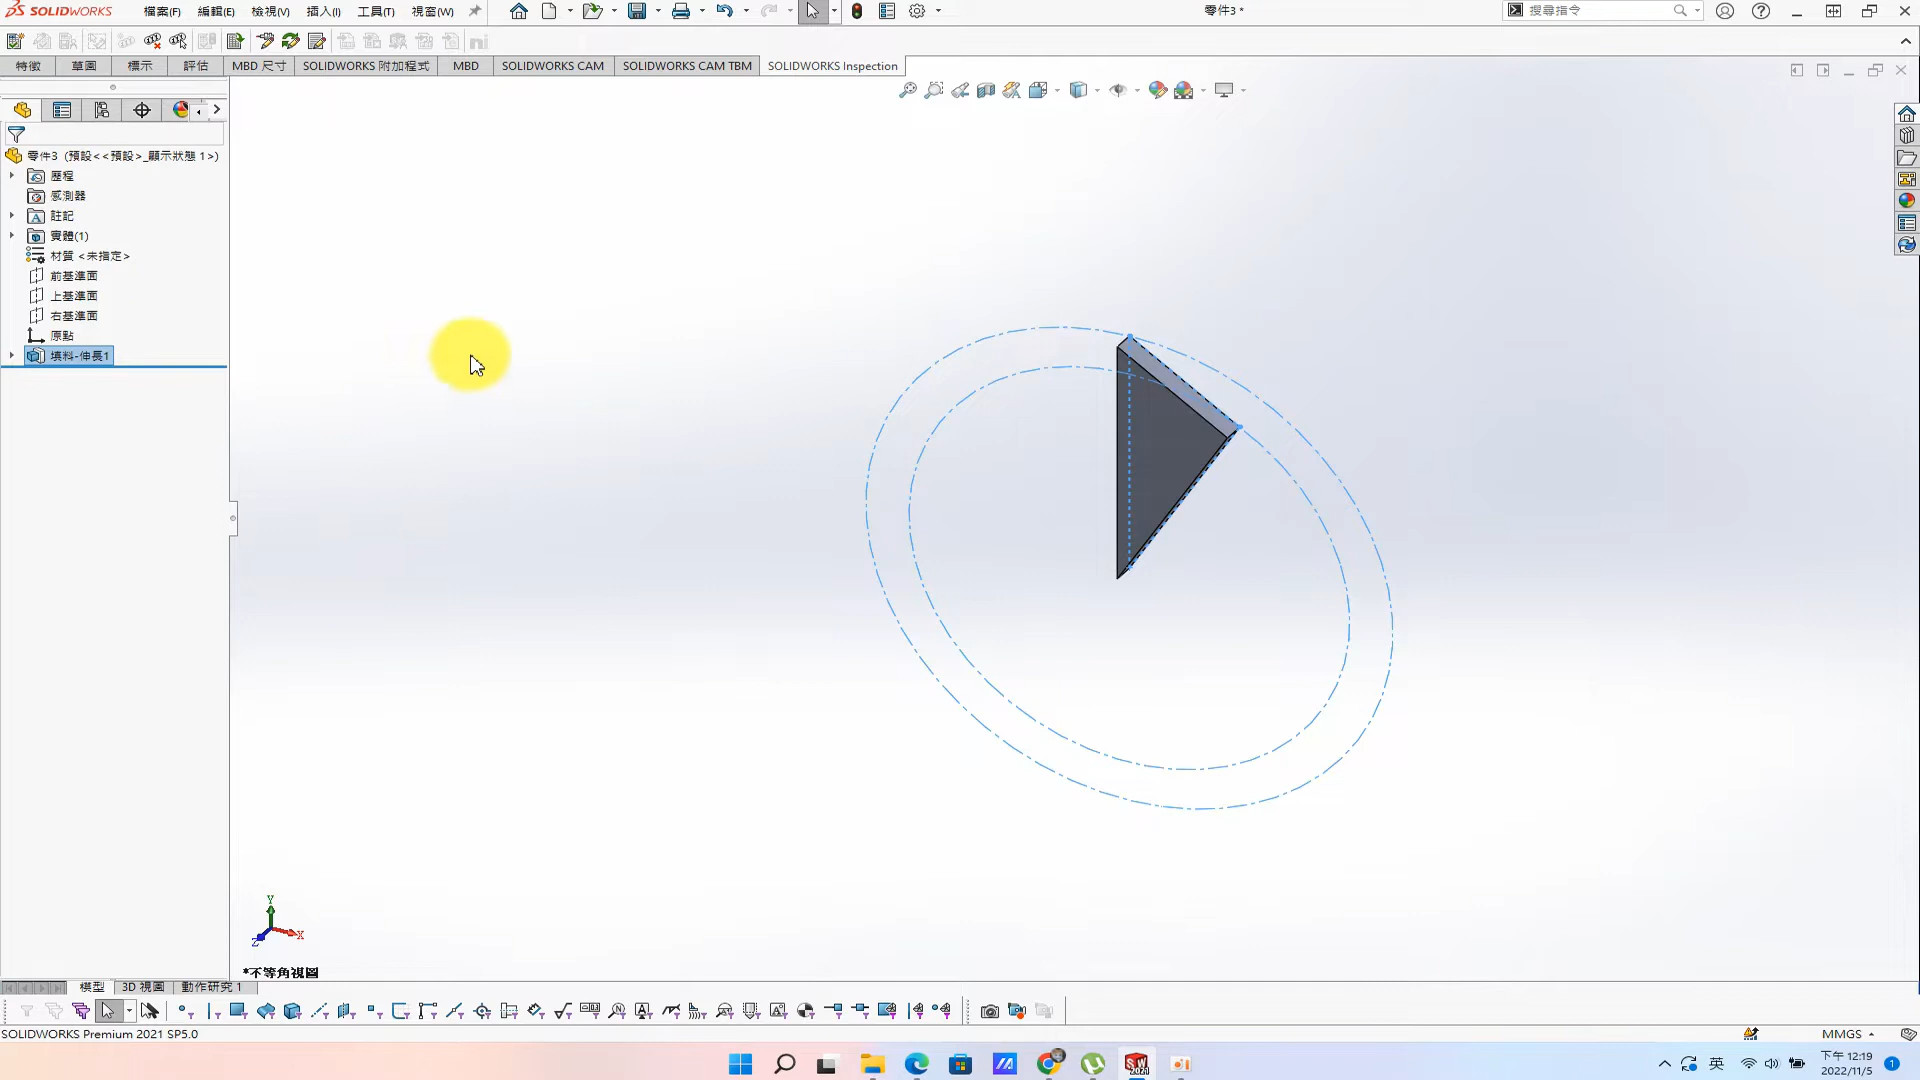 SOLIDWORKS 檔案(F) 編輯(E) 檢視(V) 插入(I) 工具(T) 視窗(W) 零件3 * 搜尋指令
特徵 草圖 標示 評估 MBD 尺寸 SOLIDWORKS 附加程式 MBD SOLIDWORKS CAM SOLIDWORKS CAM TBM SOLIDWORKS Inspection
零件3 (預設<<預設>_顯示狀態 1>)
歷程
感測器
註記
實體(1)
材質 <未指定>
前基準面
上基準面
右基準面
原點
填料-伸長1
Y
X
Z
*不等角視圖
模型 3D 視圖 動作研究 1
SOLIDWORKS Premium 2021 SP5.0 MMGS
英 下午 12:19
2022/11/5 1